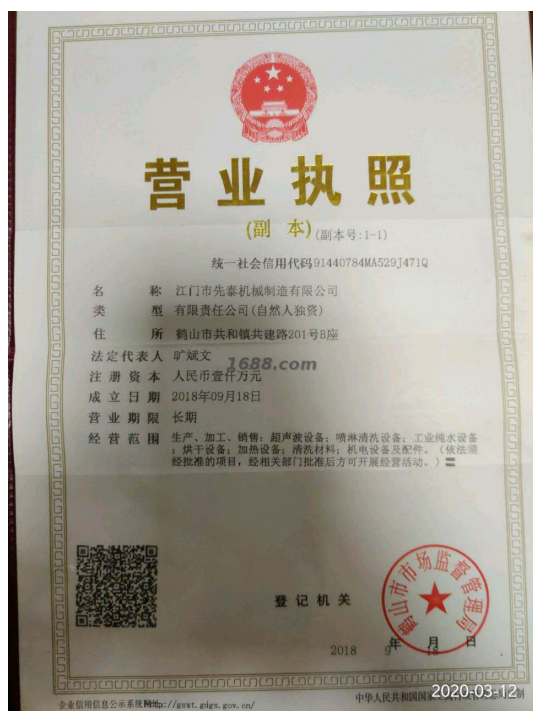 营业执照
(副 本)(副本号:1-1)
统一社会信用代码91440784MA529J471Q
名 称 江门市先泰机械制造有限公司
类 型 有限责任公司(自然人独资)
住 所 鹤山市共和镇共建路201号B座
法定代表人 旷斌文
1688.com
注册资本 人民币壹仟万元
成立日期 2018年09月18日
营业期限 长期
经营范围 生产、加工、销售：超声波设备；喷淋清洗设备；工业纯水设备
；烘干设备；加热设备；清洗材料；机电设备及配件。（依法须
经批准的项目，经相关部门批准后方可开展经营活动。）
鹤山市市场监督管理局
登记机关
2018 年 9 月 日
2020-03-12
企业信用信息公示系统网址:http://gsxt.gdgs.gov.cn/
中华人民共和国国家
制